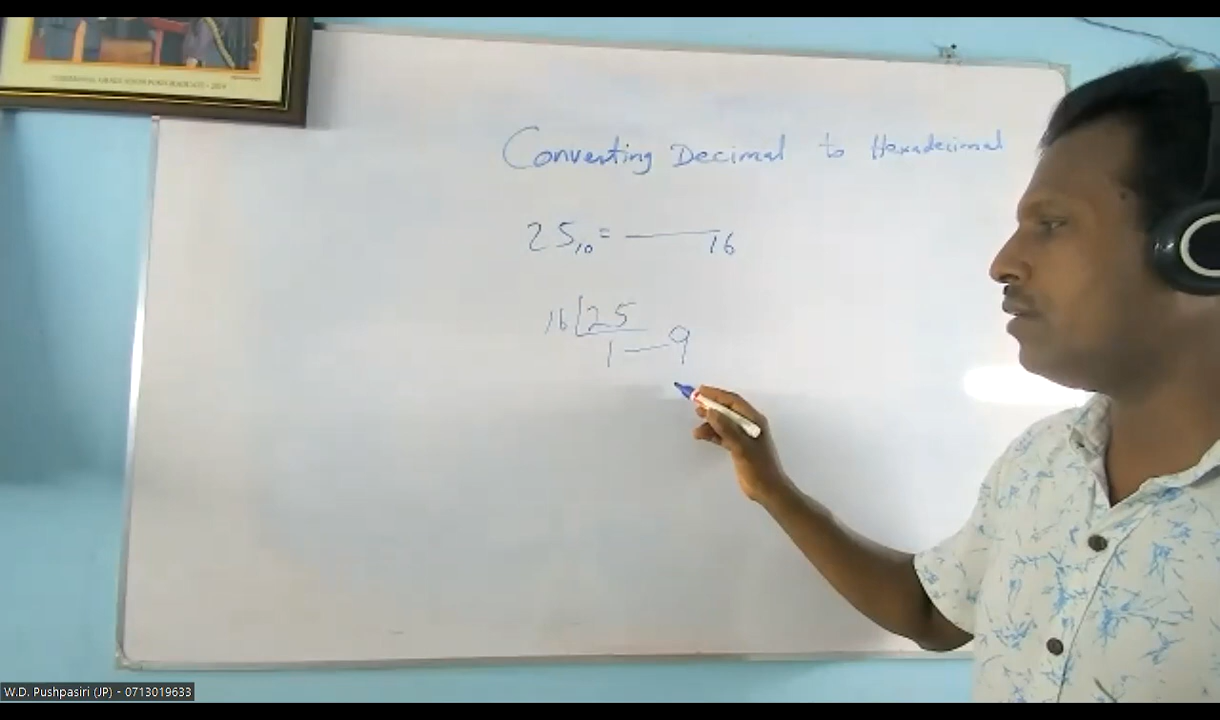 Converting Decimal to Hexadecimal
25₁₀ = ———16
16 25
1 — 9
W.D. Pushpasiri (JP) - 0713019633